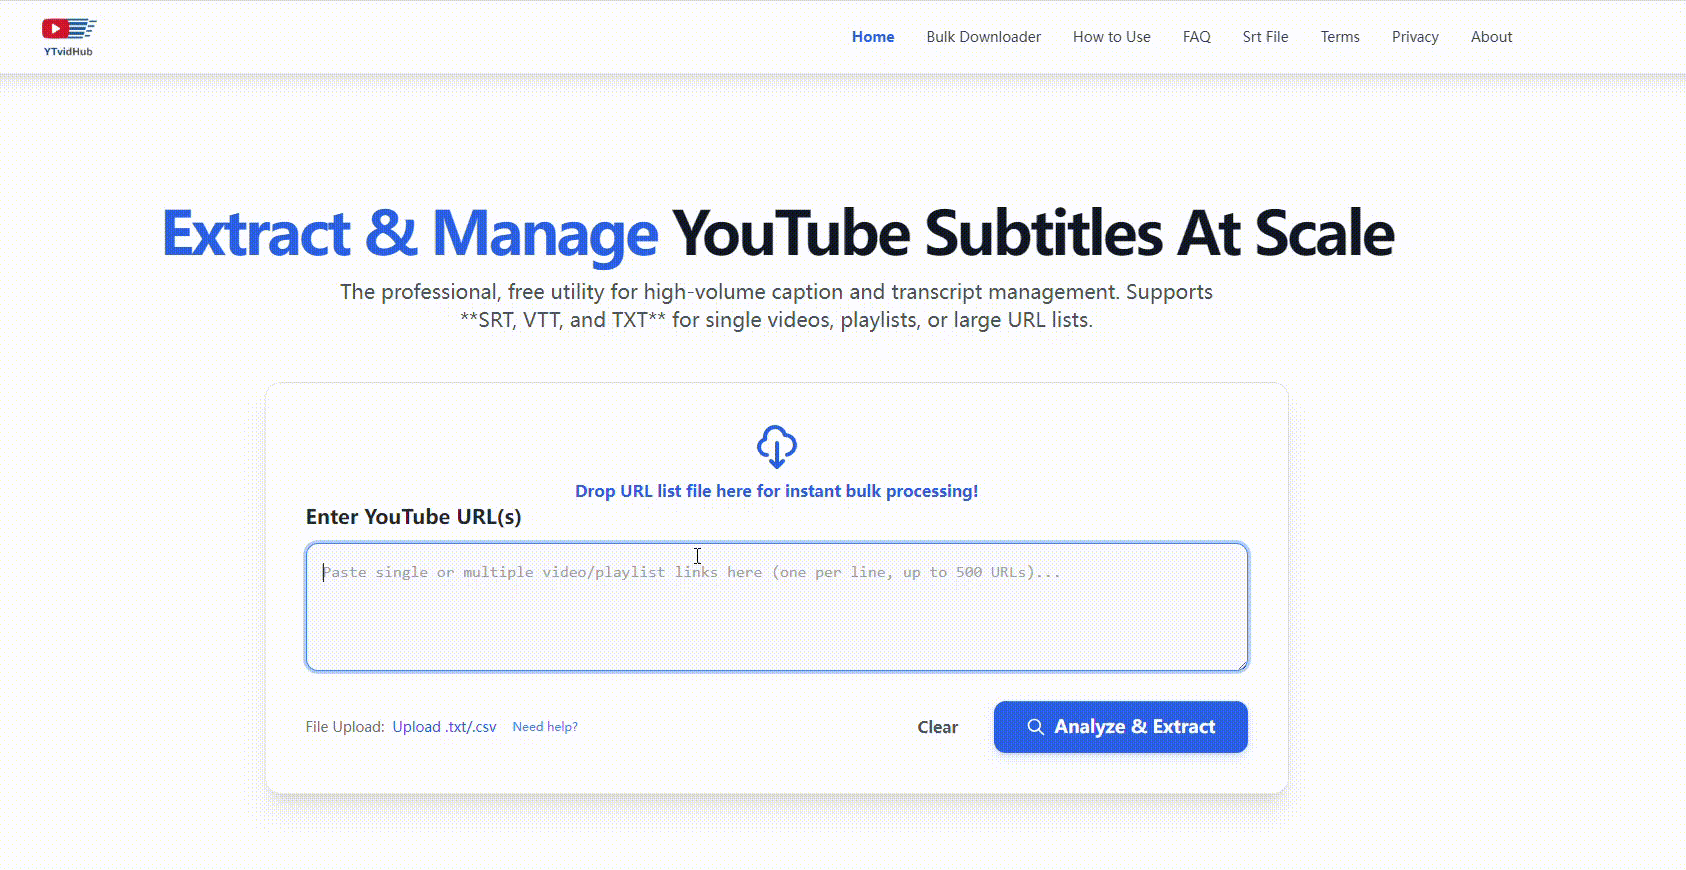 YTvidHub
Home Bulk Downloader How to Use FAQ Srt File Terms Privacy About
Extract & Manage YouTube Subtitles At Scale
The professional, free utility for high-volume caption and transcript management. Supports
**SRT, VTT, and TXT** for single videos, playlists, or large URL lists.
Drop URL list file here for instant bulk processing!
Enter YouTube URL(s)
Paste single or multiple video/playlist links here (one per line, up to 500 URLs)...
File Upload: Upload .txt/.csv Need help? Clear Analyze & Extract